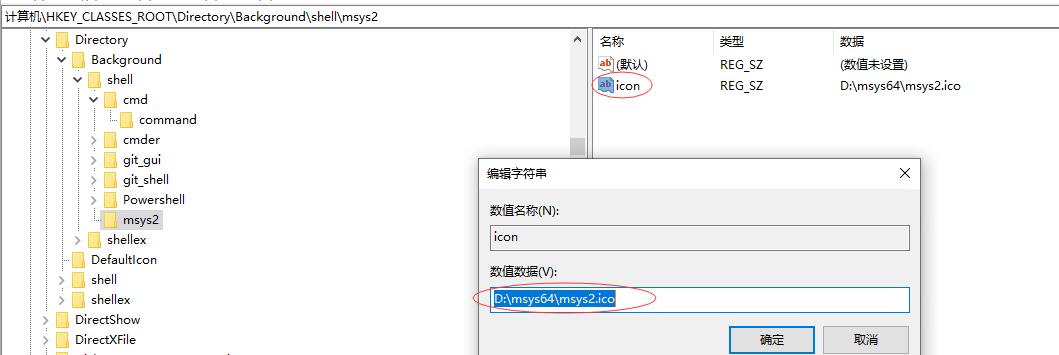 计算机\HKEY_CLASSES_ROOT\Directory\Background\shell\msys2
Directory
Background
shell
cmd
command
cmder
git_gui
git_shell
Powershell
msys2
shellex
DefaultIcon
shell
shellex
DirectShow
DirectXFile
名称 类型 数据
ab (默认) REG_SZ (数值未设置)
ab icon REG_SZ D:\msys64\msys2.ico
编辑字符串
数值名称(N):
icon
数值数据(V):
D:\msys64\msys2.ico
确定 取消